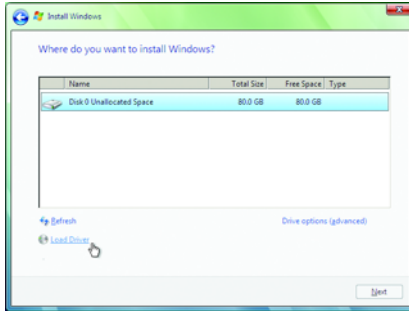 Install Windows
Where do you want to install Windows?
Name Total Size Free Space Type
Disk 0 Unallocated Space 80.0 GB 80.0 GB
Refresh Drive options (advanced)
Load Driver
Next